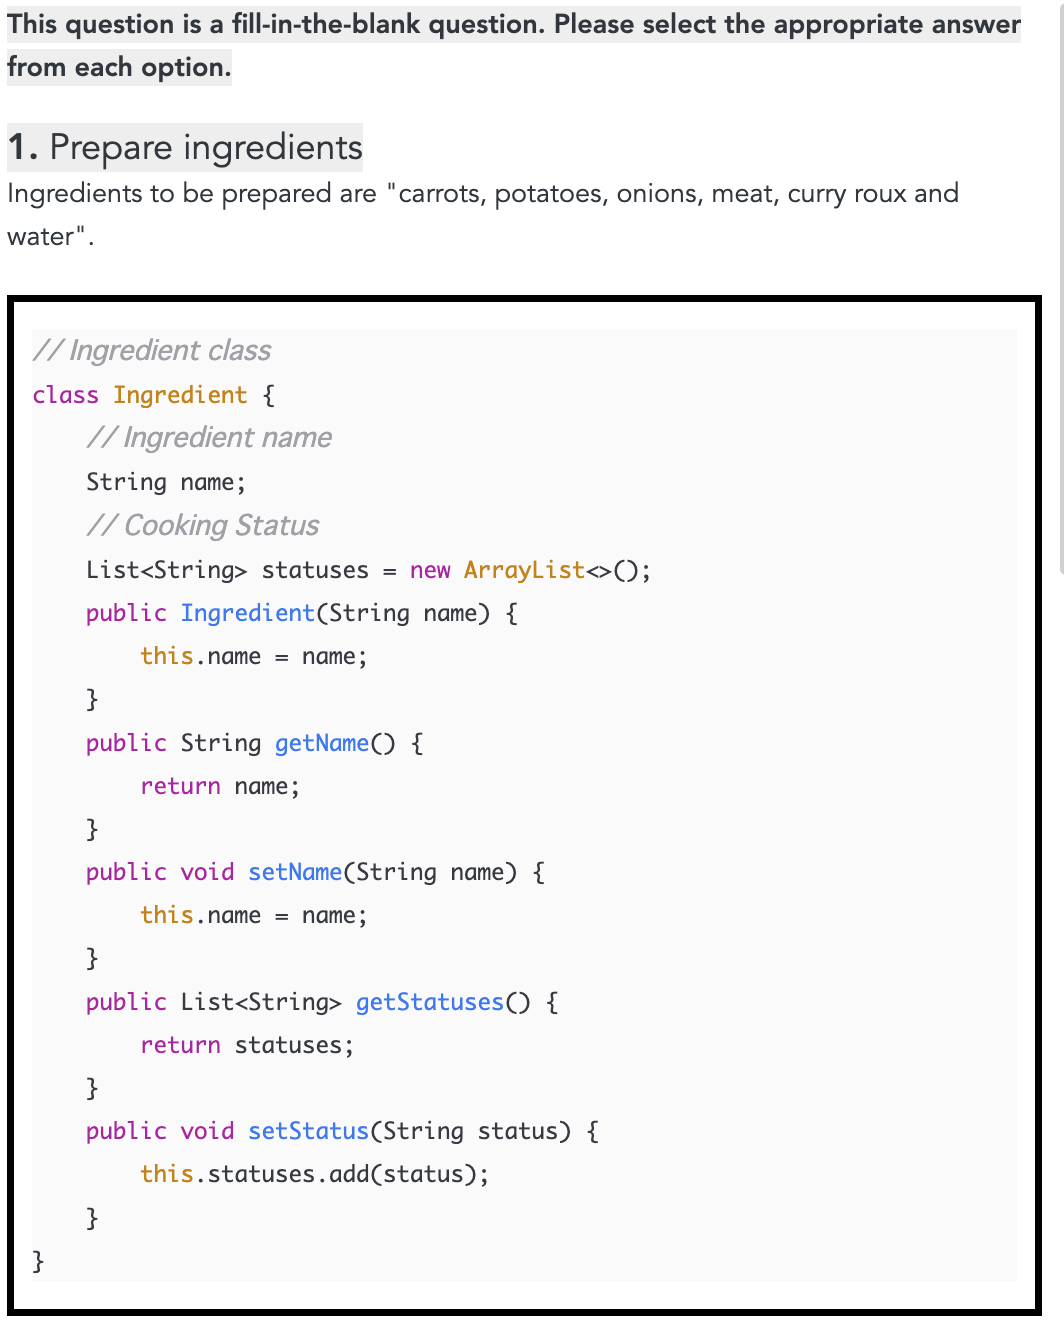 This question is a fill-in-the-blank question. Please select the appropriate answer
from each option.
1. Prepare ingredients
Ingredients to be prepared are "carrots, potatoes, onions, meat, curry roux and
water".
// Ingredient class
class Ingredient {
    // Ingredient name
    String name;
    // Cooking Status
    List<String> statuses = new ArrayList<>();
    public Ingredient(String name) {
        this.name = name;
    }
    public String getName() {
        return name;
    }
    public void setName(String name) {
        this.name = name;
    }
    public List<String> getStatuses() {
        return statuses;
    }
    public void setStatus(String status) {
        this.statuses.add(status);
    }
}